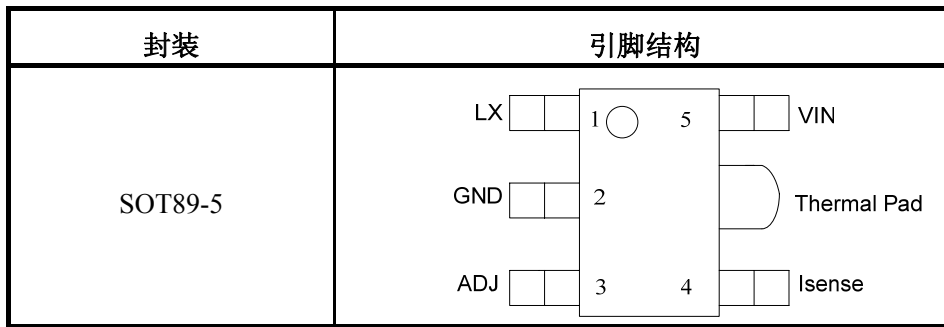 封装 引脚结构
SOT89-5
LX 1 5 VIN
GND 2 Thermal Pad
ADJ 3 4 Isense